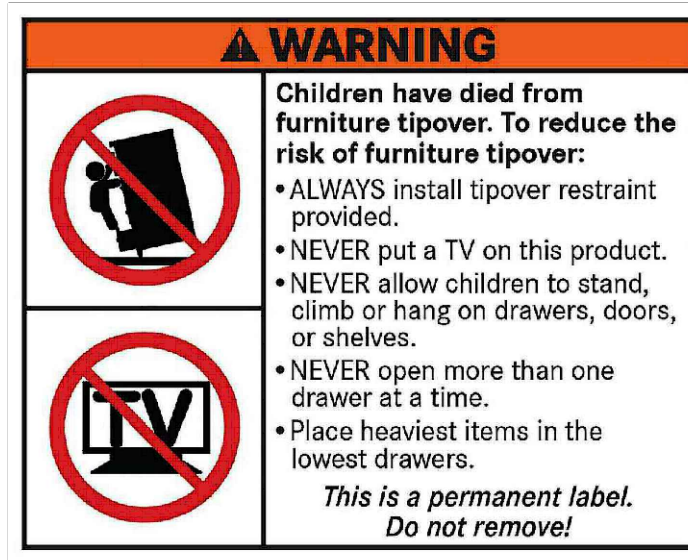 WARNING
Children have died from
furniture tipover. To reduce the
risk of furniture tipover:
• ALWAYS install tipover restraint
provided.
• NEVER put a TV on this product.
• NEVER allow children to stand,
climb or hang on drawers, doors,
or shelves.
• NEVER open more than one
drawer at a time.
• Place heaviest items in the
lowest drawers.
TV
This is a permanent label.
Do not remove!